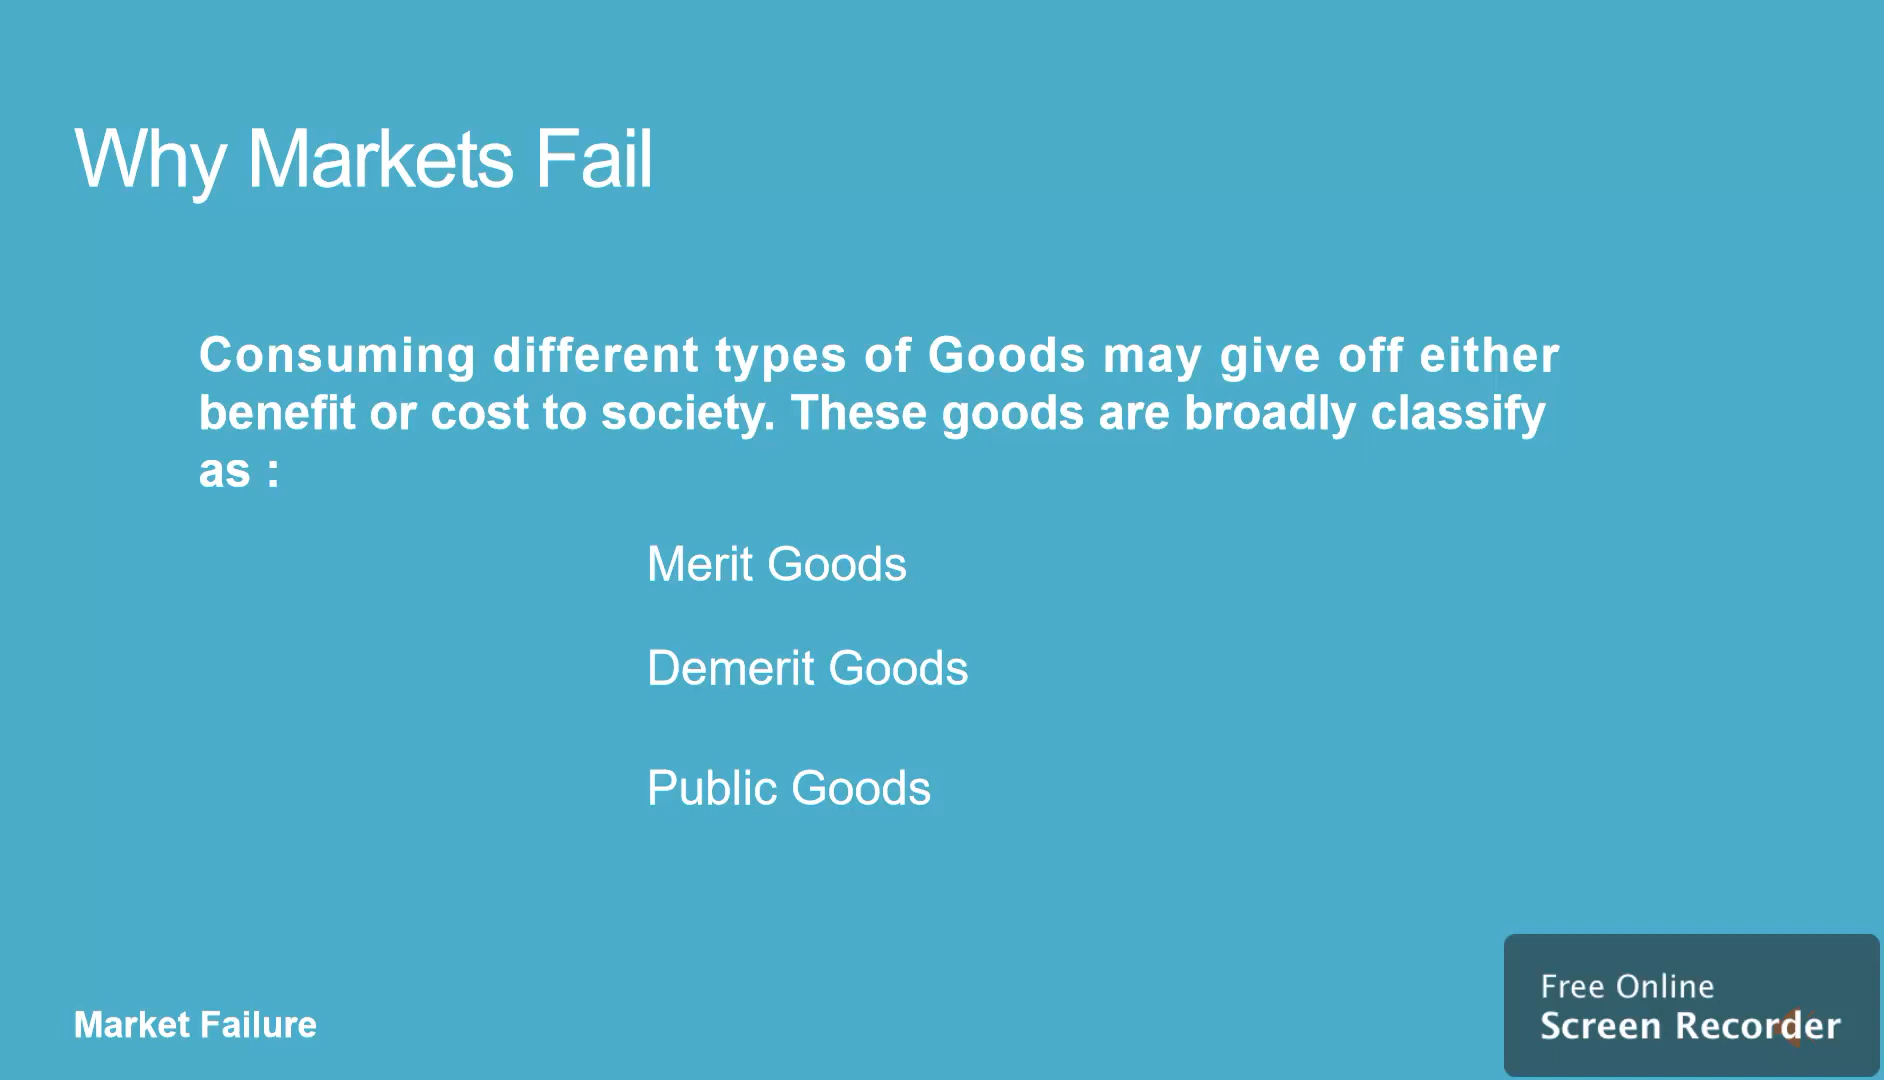 Why Markets Fail
Consuming different types of Goods may give off either
benefit or cost to society. These goods are broadly classify
as :
Merit Goods
Demerit Goods
Public Goods
Market Failure
Free Online
Screen Recorder